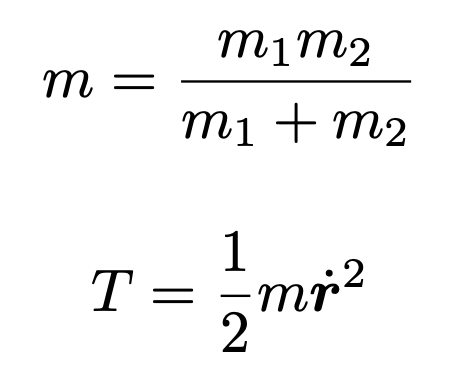 m = \frac{m_1 m_2}{m_1 + m_2}
T = \frac{1}{2} m \dot{\boldsymbol{r}}^2